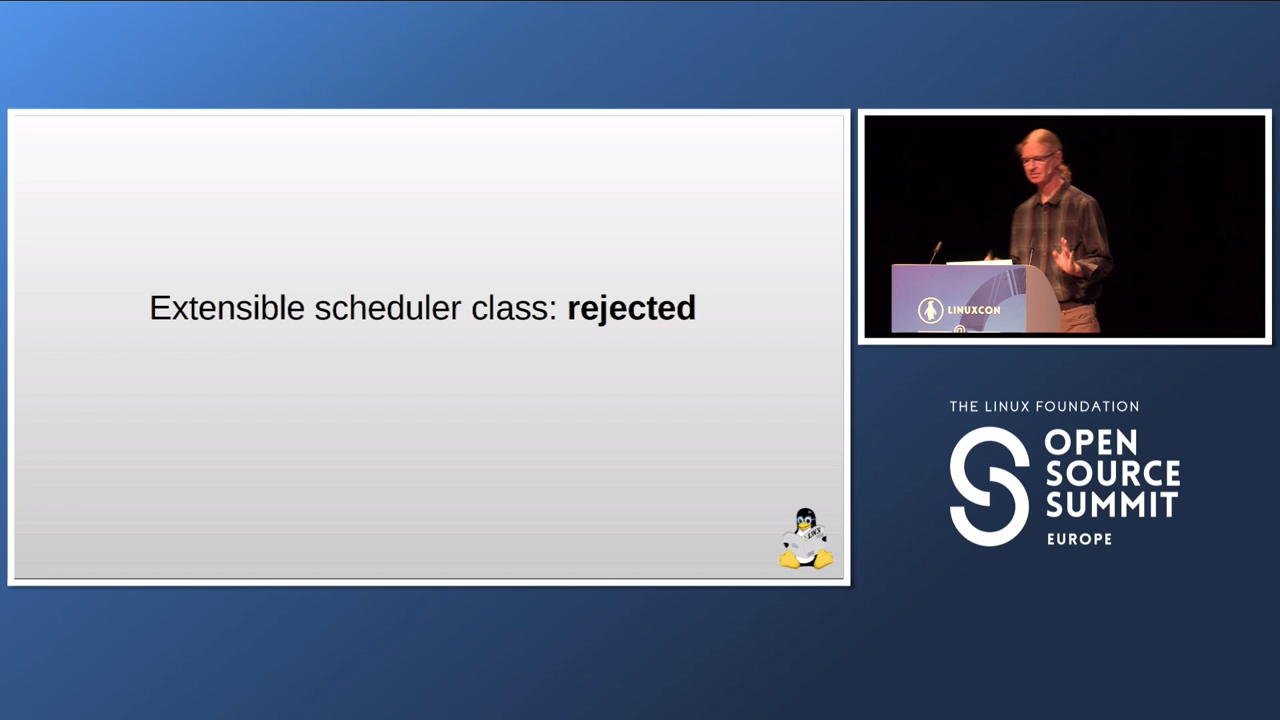 Extensible scheduler class: rejected
LINUXCON
THE LINUX FOUNDATION
OPEN
SOURCE
SUMMIT
EUROPE